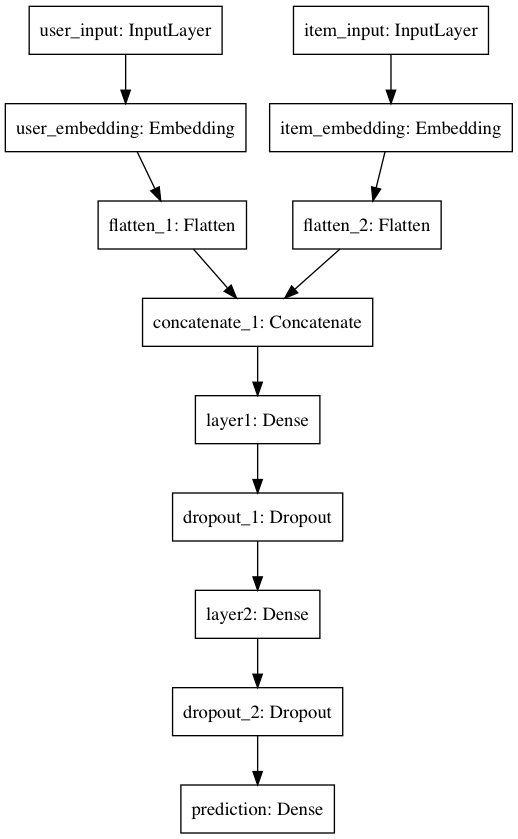 user_input: InputLayer
item_input: InputLayer
user_embedding: Embedding
item_embedding: Embedding
flatten_1: Flatten
flatten_2: Flatten
concatenate_1: Concatenate
layer1: Dense
dropout_1: Dropout
layer2: Dense
dropout_2: Dropout
prediction: Dense